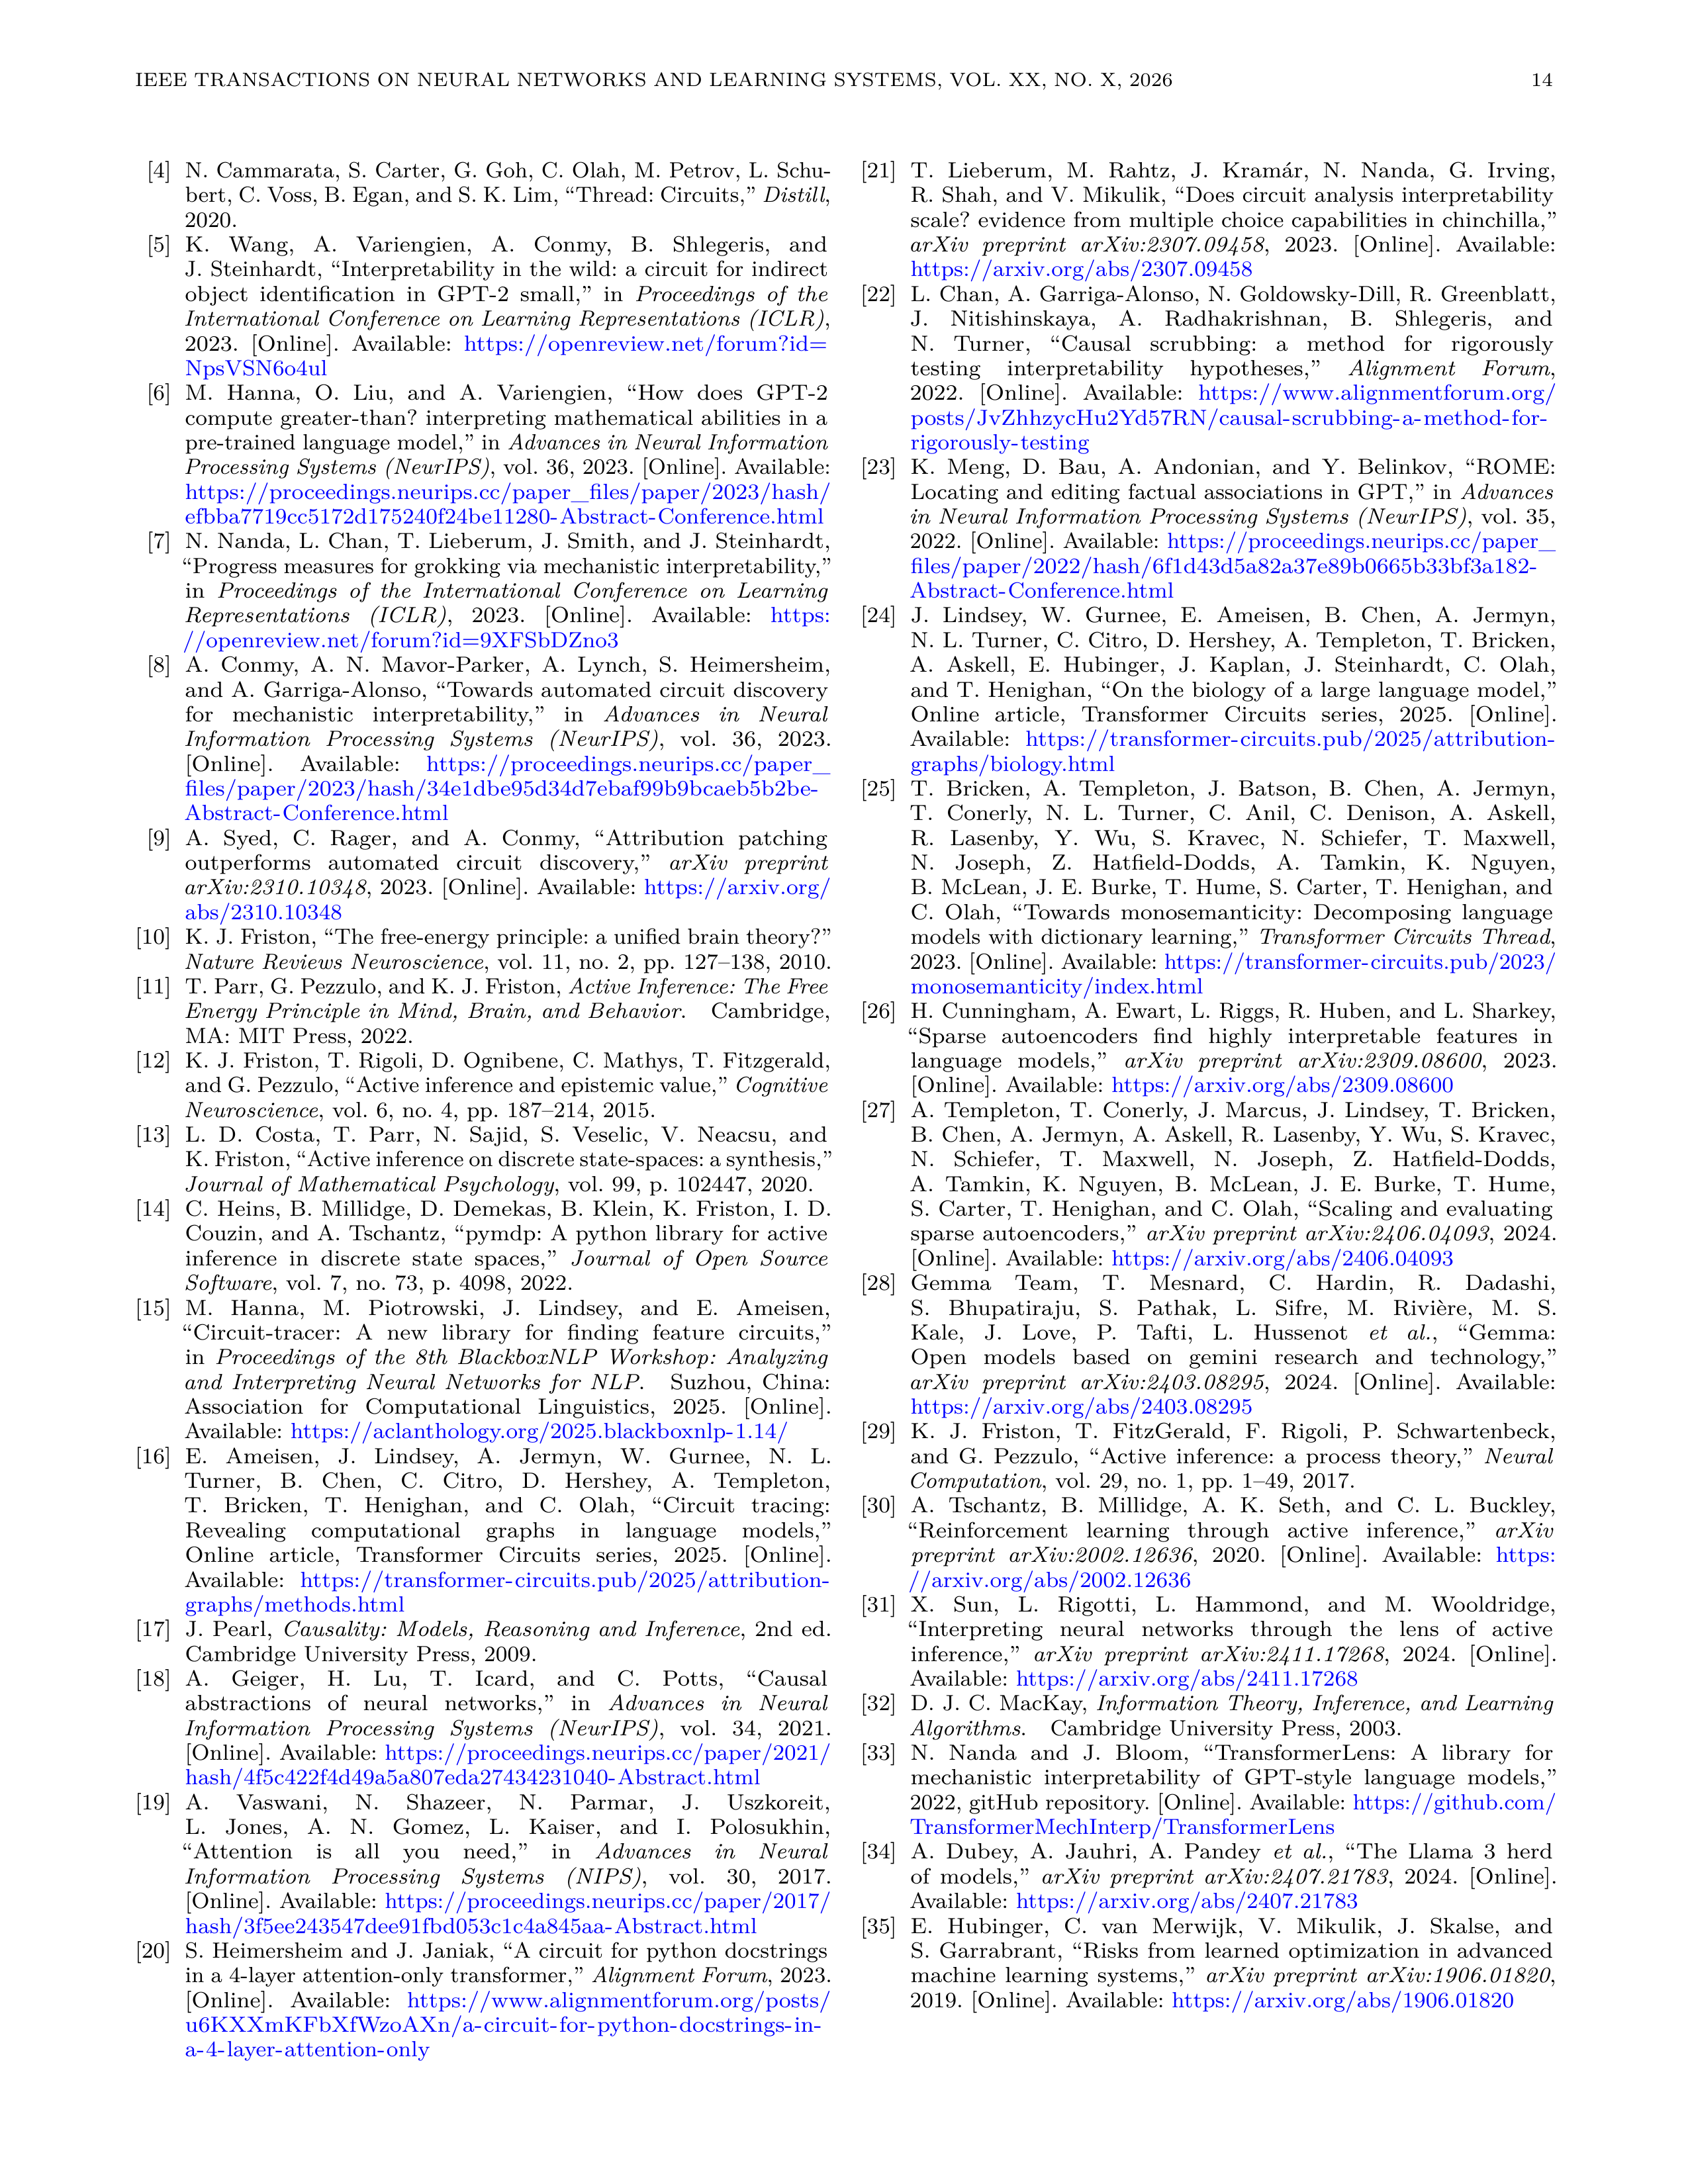 IEEE TRANSACTIONS ON NEURAL NETWORKS AND LEARNING SYSTEMS, VOL. XX, NO. X, 2026 14
[4] N. Cammarata, S. Carter, G. Goh, C. Olah, M. Petrov, L. Schu-
bert, C. Voss, B. Egan, and S. K. Lim, “Thread: Circuits,” Distill,
2020.
[5] K. Wang, A. Variengien, A. Conmy, B. Shlegeris, and
J. Steinhardt, “Interpretability in the wild: a circuit for indirect
object identification in GPT-2 small,” in Proceedings of the
International Conference on Learning Representations (ICLR),
2023. [Online]. Available: https://openreview.net/forum?id=
NpsVSN6o4ul
[6] M. Hanna, O. Liu, and A. Variengien, “How does GPT-2
compute greater-than? interpreting mathematical abilities in a
pre-trained language model,” in Advances in Neural Information
Processing Systems (NeurIPS), vol. 36, 2023. [Online]. Available:
https://proceedings.neurips.cc/paper_files/paper/2023/hash/
efbba7719cc5172d175240f24be11280-Abstract-Conference.html
[7] N. Nanda, L. Chan, T. Lieberum, J. Smith, and J. Steinhardt,
“Progress measures for grokking via mechanistic interpretability,”
in Proceedings of the International Conference on Learning
Representations (ICLR), 2023. [Online]. Available: https:
//openreview.net/forum?id=9XFSbDZno3
[8] A. Conmy, A. N. Mavor-Parker, A. Lynch, S. Heimersheim,
and A. Garriga-Alonso, “Towards automated circuit discovery
for mechanistic interpretability,” in Advances in Neural
Information Processing Systems (NeurIPS), vol. 36, 2023.
[Online]. Available: https://proceedings.neurips.cc/paper_
files/paper/2023/hash/34e1dbe95d34d7ebaf99b9bcaeb5b2be-
Abstract-Conference.html
[9] A. Syed, C. Rager, and A. Conmy, “Attribution patching
outperforms automated circuit discovery,” arXiv preprint
arXiv:2310.10348, 2023. [Online]. Available: https://arxiv.org/
abs/2310.10348
[10] K. J. Friston, “The free-energy principle: a unified brain theory?”
Nature Reviews Neuroscience, vol. 11, no. 2, pp. 127–138, 2010.
[11] T. Parr, G. Pezzulo, and K. J. Friston, Active Inference: The Free
Energy Principle in Mind, Brain, and Behavior. Cambridge,
MA: MIT Press, 2022.
[12] K. J. Friston, T. Rigoli, D. Ognibene, C. Mathys, T. Fitzgerald,
and G. Pezzulo, “Active inference and epistemic value,” Cognitive
Neuroscience, vol. 6, no. 4, pp. 187–214, 2015.
[13] L. D. Costa, T. Parr, N. Sajid, S. Veselic, V. Neacsu, and
K. Friston, “Active inference on discrete state-spaces: a synthesis,”
Journal of Mathematical Psychology, vol. 99, p. 102447, 2020.
[14] C. Heins, B. Millidge, D. Demekas, B. Klein, K. Friston, I. D.
Couzin, and A. Tschantz, “pymdp: A python library for active
inference in discrete state spaces,” Journal of Open Source
Software, vol. 7, no. 73, p. 4098, 2022.
[15] M. Hanna, M. Piotrowski, J. Lindsey, and E. Ameisen,
“Circuit-tracer: A new library for finding feature circuits,”
in Proceedings of the 8th BlackboxNLP Workshop: Analyzing
and Interpreting Neural Networks for NLP. Suzhou, China:
Association for Computational Linguistics, 2025. [Online].
Available: https://aclanthology.org/2025.blackboxnlp-1.14/
[16] E. Ameisen, J. Lindsey, A. Jermyn, W. Gurnee, N. L.
Turner, B. Chen, C. Citro, D. Hershey, A. Templeton,
T. Bricken, T. Henighan, and C. Olah, “Circuit tracing:
Revealing computational graphs in language models,”
Online article, Transformer Circuits series, 2025. [Online].
Available: https://transformer-circuits.pub/2025/attribution-
graphs/methods.html
[17] J. Pearl, Causality: Models, Reasoning and Inference, 2nd ed.
Cambridge University Press, 2009.
[18] A. Geiger, H. Lu, T. Icard, and C. Potts, “Causal
abstractions of neural networks,” in Advances in Neural
Information Processing Systems (NeurIPS), vol. 34, 2021.
[Online]. Available: https://proceedings.neurips.cc/paper/2021/
hash/4f5c422f4d49a5a807eda27434231040-Abstract.html
[19] A. Vaswani, N. Shazeer, N. Parmar, J. Uszkoreit,
L. Jones, A. N. Gomez, L. Kaiser, and I. Polosukhin,
“Attention is all you need,” in Advances in Neural
Information Processing Systems (NIPS), vol. 30, 2017.
[Online]. Available: https://proceedings.neurips.cc/paper/2017/
hash/3f5ee243547dee91fbd053c1c4a845aa-Abstract.html
[20] S. Heimersheim and J. Janiak, “A circuit for python docstrings
in a 4-layer attention-only transformer,” Alignment Forum, 2023.
[Online]. Available: https://www.alignmentforum.org/posts/
u6KXXmKFbXfWzoAXn/a-circuit-for-python-docstrings-in-
a-4-layer-attention-only
[21] T. Lieberum, M. Rahtz, J. Kramár, N. Nanda, G. Irving,
R. Shah, and V. Mikulik, “Does circuit analysis interpretability
scale? evidence from multiple choice capabilities in chinchilla,”
arXiv preprint arXiv:2307.09458, 2023. [Online]. Available:
https://arxiv.org/abs/2307.09458
[22] L. Chan, A. Garriga-Alonso, N. Goldowsky-Dill, R. Greenblatt,
J. Nitishinskaya, A. Radhakrishnan, B. Shlegeris, and
N. Turner, “Causal scrubbing: a method for rigorously
testing interpretability hypotheses,” Alignment Forum,
2022. [Online]. Available: https://www.alignmentforum.org/
posts/JvZhhzycHu2Yd57RN/causal-scrubbing-a-method-for-
rigorously-testing
[23] K. Meng, D. Bau, A. Andonian, and Y. Belinkov, “ROME:
Locating and editing factual associations in GPT,” in Advances
in Neural Information Processing Systems (NeurIPS), vol. 35,
2022. [Online]. Available: https://proceedings.neurips.cc/paper_
files/paper/2022/hash/6f1d43d5a82a37e89b0665b33bf3a182-
Abstract-Conference.html
[24] J. Lindsey, W. Gurnee, E. Ameisen, B. Chen, A. Jermyn,
N. L. Turner, C. Citro, D. Hershey, A. Templeton, T. Bricken,
A. Askell, E. Hubinger, J. Kaplan, J. Steinhardt, C. Olah,
and T. Henighan, “On the biology of a large language model,”
Online article, Transformer Circuits series, 2025. [Online].
Available: https://transformer-circuits.pub/2025/attribution-
graphs/biology.html
[25] T. Bricken, A. Templeton, J. Batson, B. Chen, A. Jermyn,
T. Conerly, N. L. Turner, C. Anil, C. Denison, A. Askell,
R. Lasenby, Y. Wu, S. Kravec, N. Schiefer, T. Maxwell,
N. Joseph, Z. Hatfield-Dodds, A. Tamkin, K. Nguyen,
B. McLean, J. E. Burke, T. Hume, S. Carter, T. Henighan, and
C. Olah, “Towards monosemanticity: Decomposing language
models with dictionary learning,” Transformer Circuits Thread,
2023. [Online]. Available: https://transformer-circuits.pub/2023/
monosemanticity/index.html
[26] H. Cunningham, A. Ewart, L. Riggs, R. Huben, and L. Sharkey,
“Sparse autoencoders find highly interpretable features in
language models,” arXiv preprint arXiv:2309.08600, 2023.
[Online]. Available: https://arxiv.org/abs/2309.08600
[27] A. Templeton, T. Conerly, J. Marcus, J. Lindsey, T. Bricken,
B. Chen, A. Jermyn, A. Askell, R. Lasenby, Y. Wu, S. Kravec,
N. Schiefer, T. Maxwell, N. Joseph, Z. Hatfield-Dodds,
A. Tamkin, K. Nguyen, B. McLean, J. E. Burke, T. Hume,
S. Carter, T. Henighan, and C. Olah, “Scaling and evaluating
sparse autoencoders,” arXiv preprint arXiv:2406.04093, 2024.
[Online]. Available: https://arxiv.org/abs/2406.04093
[28] Gemma Team, T. Mesnard, C. Hardin, R. Dadashi,
S. Bhupatiraju, S. Pathak, L. Sifre, M. Rivière, M. S.
Kale, J. Love, P. Tafti, L. Hussenot et al., “Gemma:
Open models based on gemini research and technology,”
arXiv preprint arXiv:2403.08295, 2024. [Online]. Available:
https://arxiv.org/abs/2403.08295
[29] K. J. Friston, T. FitzGerald, F. Rigoli, P. Schwartenbeck,
and G. Pezzulo, “Active inference: a process theory,” Neural
Computation, vol. 29, no. 1, pp. 1–49, 2017.
[30] A. Tschantz, B. Millidge, A. K. Seth, and C. L. Buckley,
“Reinforcement learning through active inference,” arXiv
preprint arXiv:2002.12636, 2020. [Online]. Available: https:
//arxiv.org/abs/2002.12636
[31] X. Sun, L. Rigotti, L. Hammond, and M. Wooldridge,
“Interpreting neural networks through the lens of active
inference,” arXiv preprint arXiv:2411.17268, 2024. [Online].
Available: https://arxiv.org/abs/2411.17268
[32] D. J. C. MacKay, Information Theory, Inference, and Learning
Algorithms. Cambridge University Press, 2003.
[33] N. Nanda and J. Bloom, “TransformerLens: A library for
mechanistic interpretability of GPT-style language models,”
2022, gitHub repository. [Online]. Available: https://github.com/
TransformerMechInterp/TransformerLens
[34] A. Dubey, A. Jauhri, A. Pandey et al., “The Llama 3 herd
of models,” arXiv preprint arXiv:2407.21783, 2024. [Online].
Available: https://arxiv.org/abs/2407.21783
[35] E. Hubinger, C. van Merwijk, V. Mikulik, J. Skalse, and
S. Garrabrant, “Risks from learned optimization in advanced
machine learning systems,” arXiv preprint arXiv:1906.01820,
2019. [Online]. Available: https://arxiv.org/abs/1906.01820